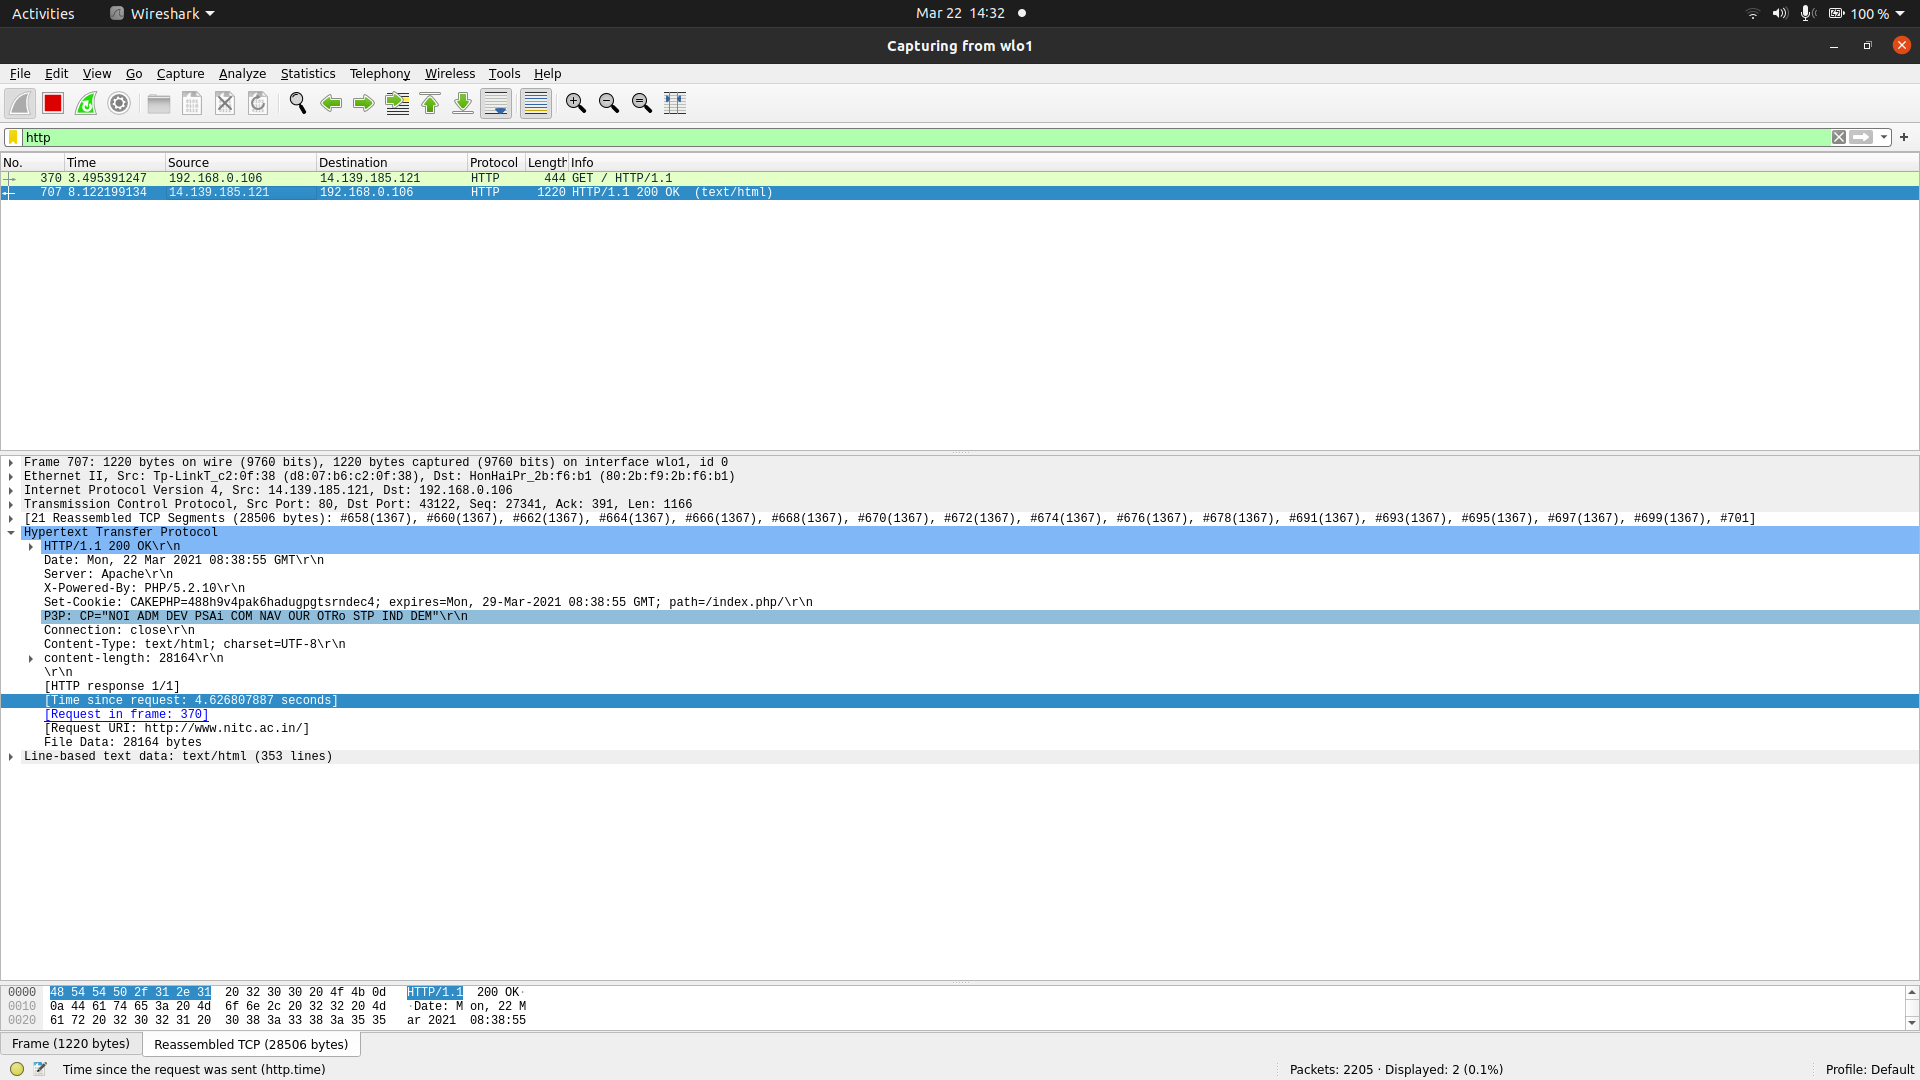 Activities Wireshark Mar 22 14:32 100 %
Capturing from wlo1
File Edit View Go Capture Analyze Statistics Telephony Wireless Tools Help
http
No. Time Source Destination Protocol Length Info
370 3.495391247 192.168.0.106 14.139.185.121 HTTP 444 GET / HTTP/1.1
707 8.122199134 14.139.185.121 192.168.0.106 HTTP 1220 HTTP/1.1 200 OK (text/html)
Frame 707: 1220 bytes on wire (9760 bits), 1220 bytes captured (9760 bits) on interface wlo1, id 0
Ethernet II, Src: Tp-LinkT_c2:0f:38 (d8:07:b6:c2:0f:38), Dst: HonHaiPr_2b:f6:b1 (80:2b:f9:2b:f6:b1)
Internet Protocol Version 4, Src: 14.139.185.121, Dst: 192.168.0.106
Transmission Control Protocol, Src Port: 80, Dst Port: 43122, Seq: 27341, Ack: 391, Len: 1166
[21 Reassembled TCP Segments (28506 bytes): #658(1367), #660(1367), #662(1367), #664(1367), #666(1367), #668(1367), #670(1367), #672(1367), #674(1367), #676(1367), #678(1367), #691(1367), #693(1367), #695(1367), #697(1367), #699(1367), #701]
Hypertext Transfer Protocol
HTTP/1.1 200 OK\r\n
Date: Mon, 22 Mar 2021 08:38:55 GMT\r\n
Server: Apache\r\n
X-Powered-By: PHP/5.2.10\r\n
Set-Cookie: CAKEPHP=488h9v4pak6hadugpgtsrndec4; expires=Mon, 29-Mar-2021 08:38:55 GMT; path=/index.php/\r\n
P3P: CP="NOI ADM DEV PSAi COM NAV OUR OTRo STP IND DEM"\r\n
Connection: close\r\n
Content-Type: text/html; charset=UTF-8\r\n
content-length: 28164\r\n
\r\n
[HTTP response 1/1]
[Time since request: 4.626807887 seconds]
[Request in frame: 370]
[Request URI: http://www.nitc.ac.in/]
File Data: 28164 bytes
Line-based text data: text/html (353 lines)
0000 48 54 54 50 2f 31 2e 31 20 32 30 30 20 4f 4b 0d HTTP/1.1 200 OK·
0010 0a 44 61 74 65 3a 20 4d 6f 6e 2c 20 32 32 20 4d ·Date: M on, 22 M
0020 61 72 20 32 30 32 31 20 30 38 3a 33 38 3a 35 35 ar 2021 08:38:55
Frame (1220 bytes) Reassembled TCP (28506 bytes)
Time since the request was sent (http.time) Packets: 2205 · Displayed: 2 (0.1%) Profile: Default